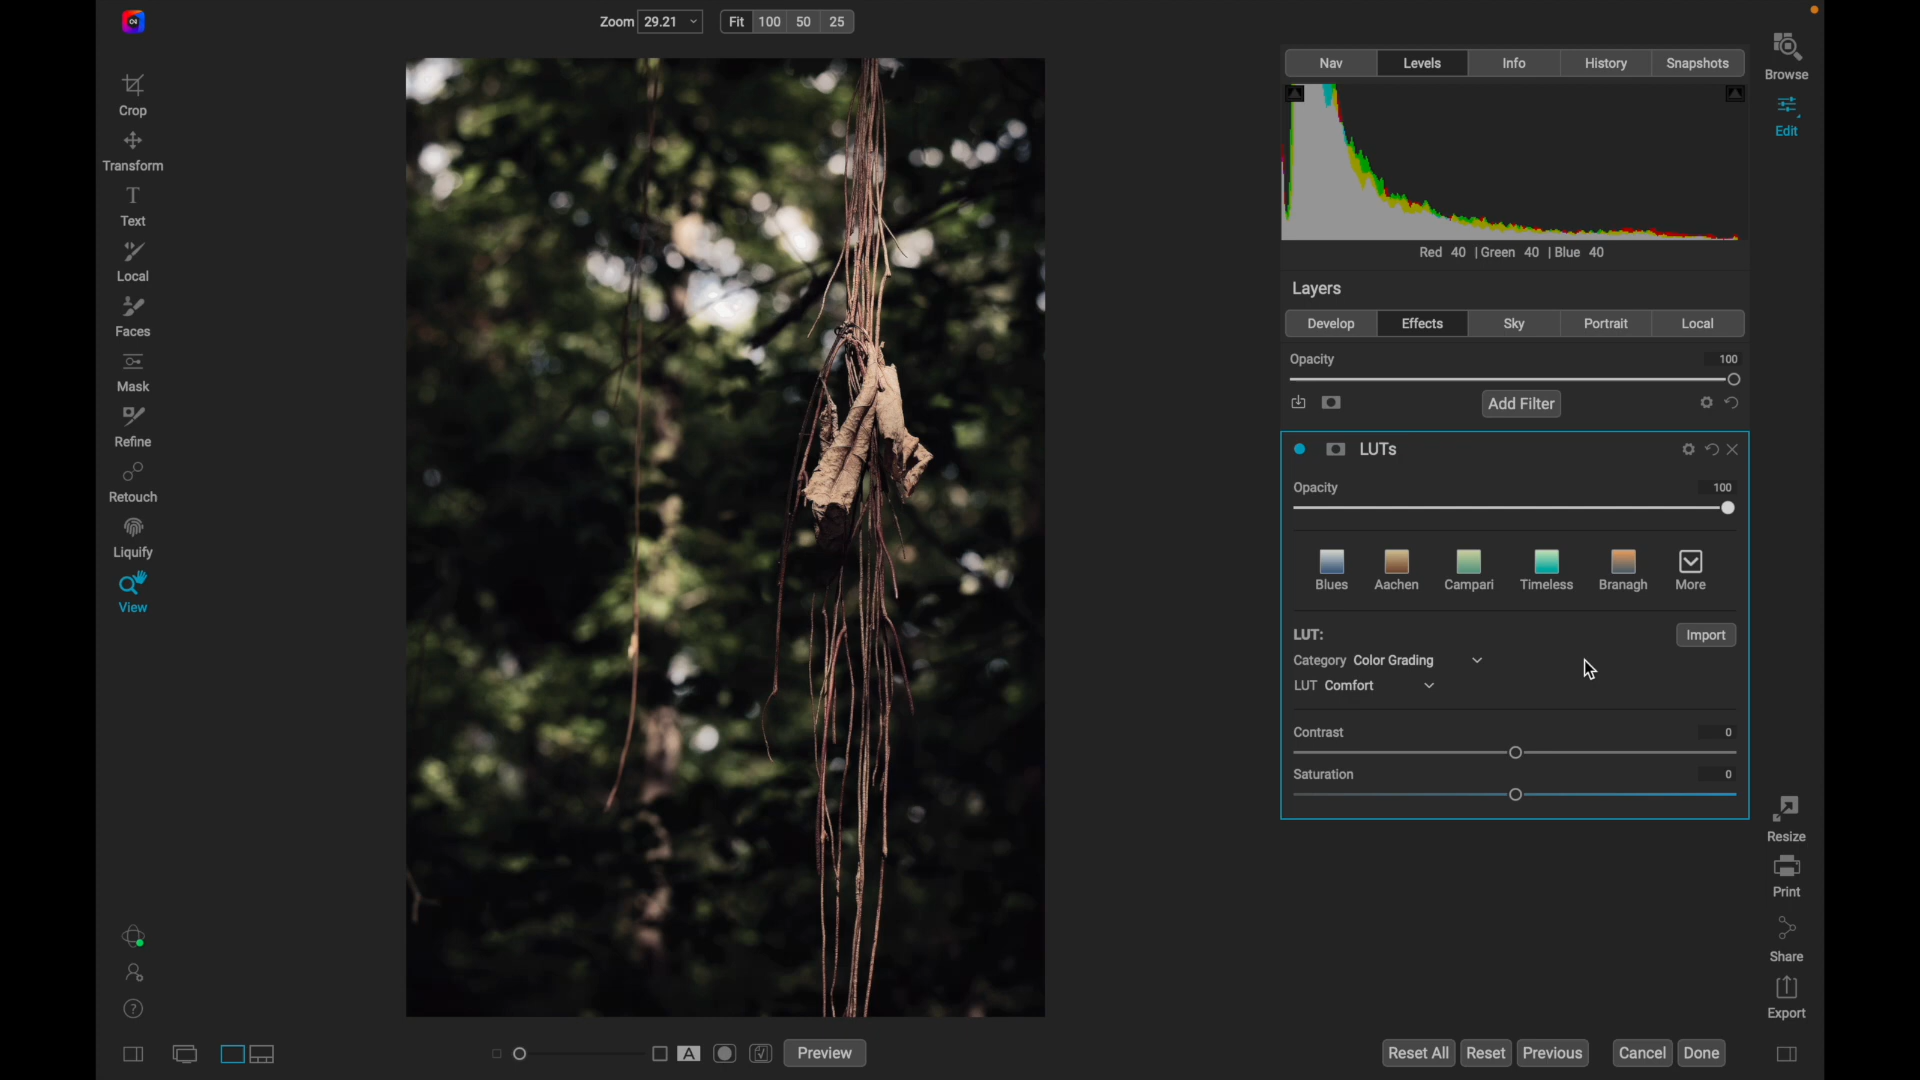 Zoom 29.21 Fit 100 50 25
Crop
Transform
T
Text
Local
Faces
Mask
Refine
Retouch
Liquify
View
?
A Preview
Nav Levels Info History Snapshots
Red 40 | Green 40 | Blue 40
Layers
Develop Effects Sky Portrait Local
Opacity 100
Add Filter
LUTs
Opacity 100
Blues Aachen Campari Timeless Branagh More
LUT: Import
Category Color Grading
LUT Comfort
Contrast 0
Saturation 0
Reset All Reset Previous Cancel Done
Browse
Edit
Resize
Print
Share
Export